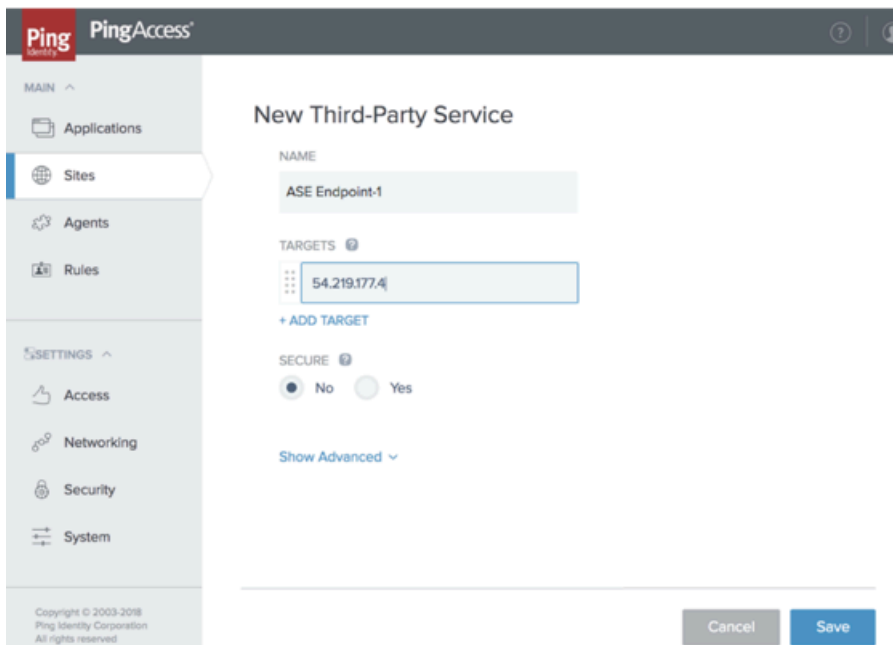 Ping
Identity
PingAccess
MAIN
Applications
Sites
Agents
Rules
SETTINGS
Access
Networking
Security
System
Copyright © 2003-2018
Ping Identity Corporation
All rights reserved
New Third-Party Service
NAME
ASE Endpoint-1
TARGETS
54.219.177.4
+ ADD TARGET
SECURE
No Yes
Show Advanced
Cancel Save